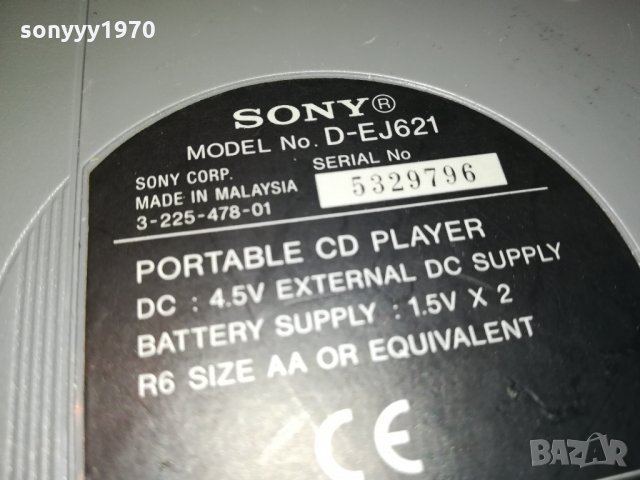 sonyyy1970
SONY®
MODEL No. D-EJ621
SONY CORP.
MADE IN MALAYSIA
3-225-478-01
SERIAL No
5329796
PORTABLE CD PLAYER
DC : 4.5V EXTERNAL DC SUPPLY
BATTERY SUPPLY : 1.5V X 2
R6 SIZE AA OR EQUIVALENT
CE
BAZAR